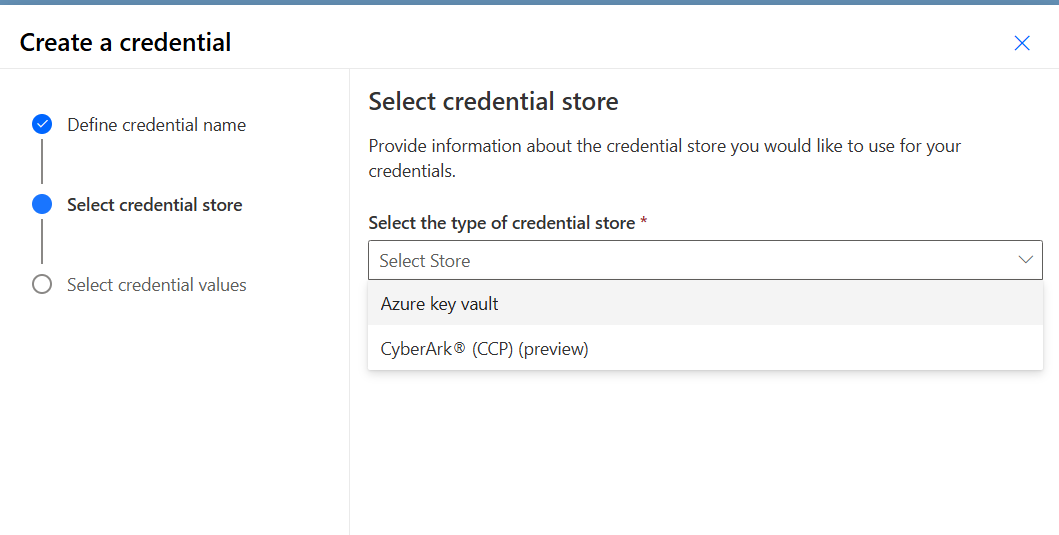 Create a credential
Define credential name
Select credential store
Select credential values
Select credential store
Provide information about the credential store you would like to use for your
credentials.
Select the type of credential store *
Select Store
Azure key vault
CyberArk® (CCP) (preview)